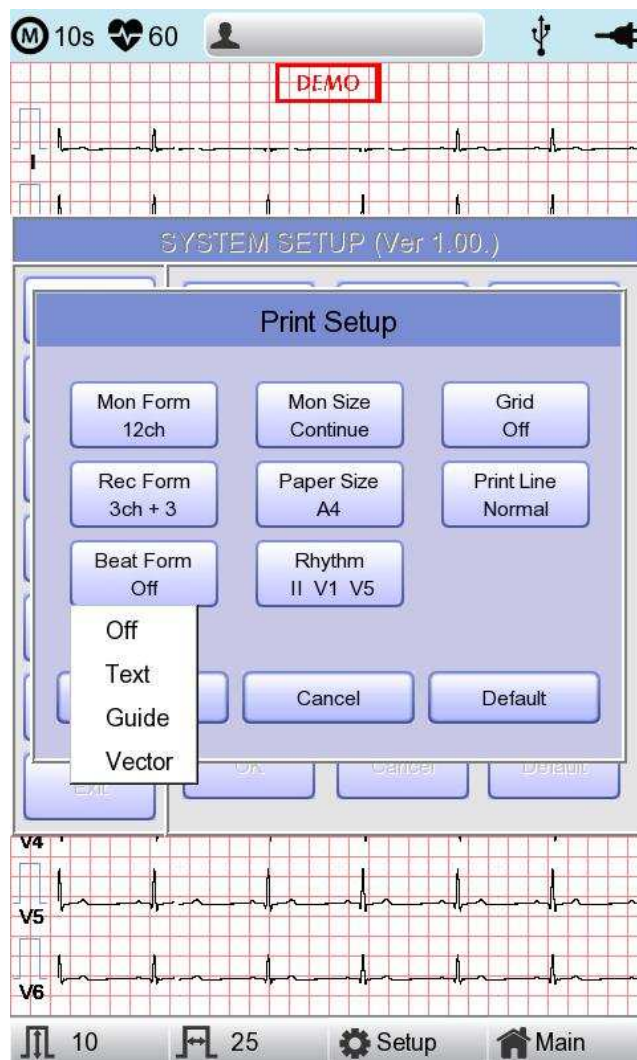 M 10s 60
DEMO
I
SYSTEM SETUP (Ver 1.00.)
Print Setup
Mon Form
12ch
Mon Size
Continue
Grid
Off
Rec Form
3ch + 3
Paper Size
A4
Print Line
Normal
Beat Form
Off
Rhythm
II V1 V5
Off
Text
Guide
Vector
Cancel
Default
Exit
OK
Cancel
Default
V4
V5
V6
10 25 Setup Main